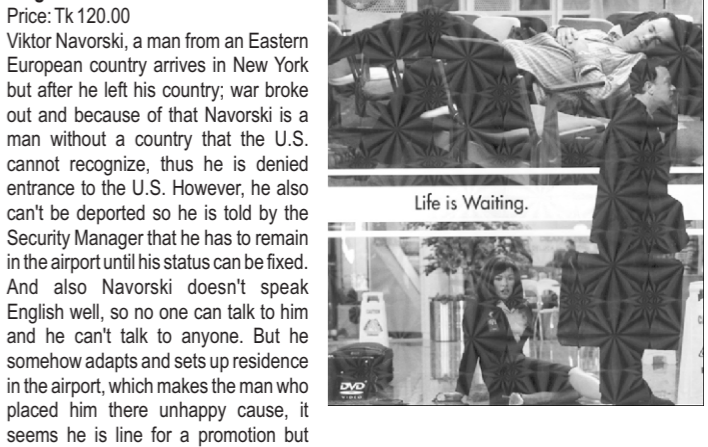 Price: Tk 120.00
Viktor Navorski, a man from an Eastern
European country arrives in New York
but after he left his country; war broke
out and because of that Navorski is a
man without a country that the U.S.
cannot recognize, thus he is denied
entrance to the U.S. However, he also
can't be deported so he is told by the
Security Manager that he has to remain
in the airport until his status can be fixed.
And also Navorski doesn't speak
English well, so no one can talk to him
and he can't talk to anyone. But he
somehow adapts and sets up residence
in the airport, which makes the man who
placed him there unhappy cause, it
seems he is line for a promotion but
Life is Waiting.
DVD
VIDEO